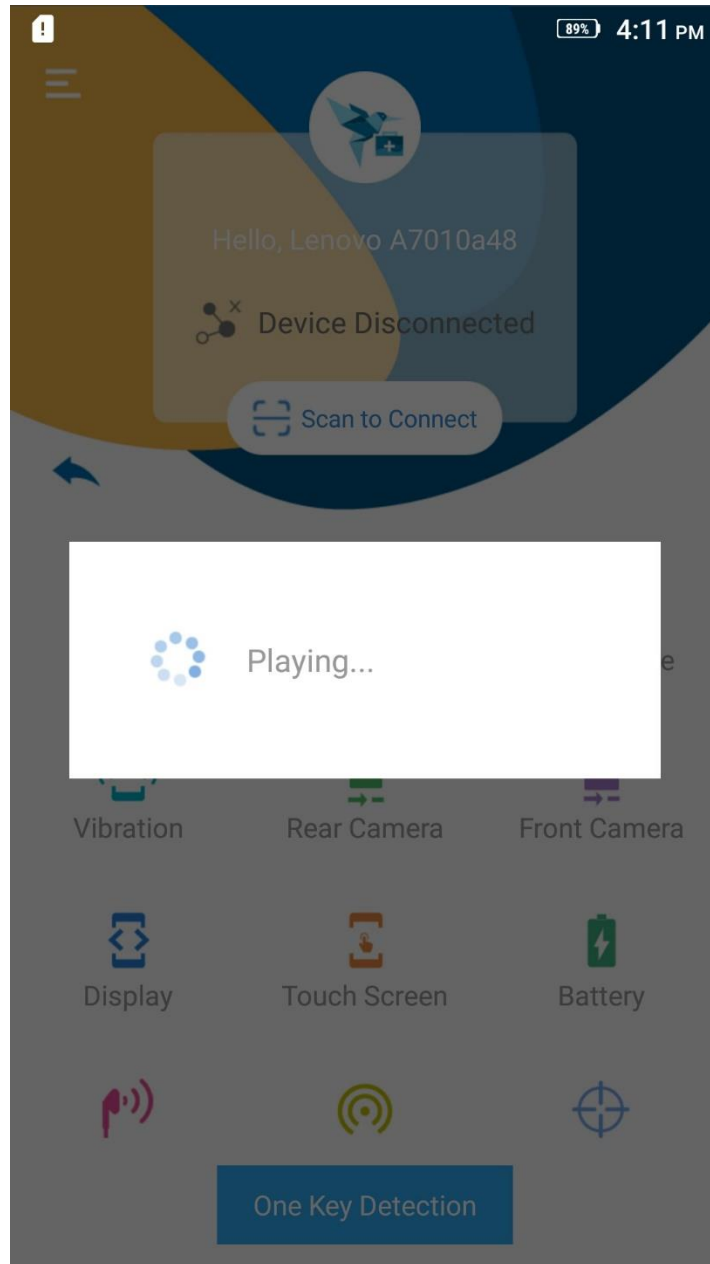 89% 4:11 PM
Hello, Lenovo A7010a48
Device Disconnected
Scan to Connect
Playing...
Vibration Rear Camera Front Camera
Display Touch Screen Battery
One Key Detection